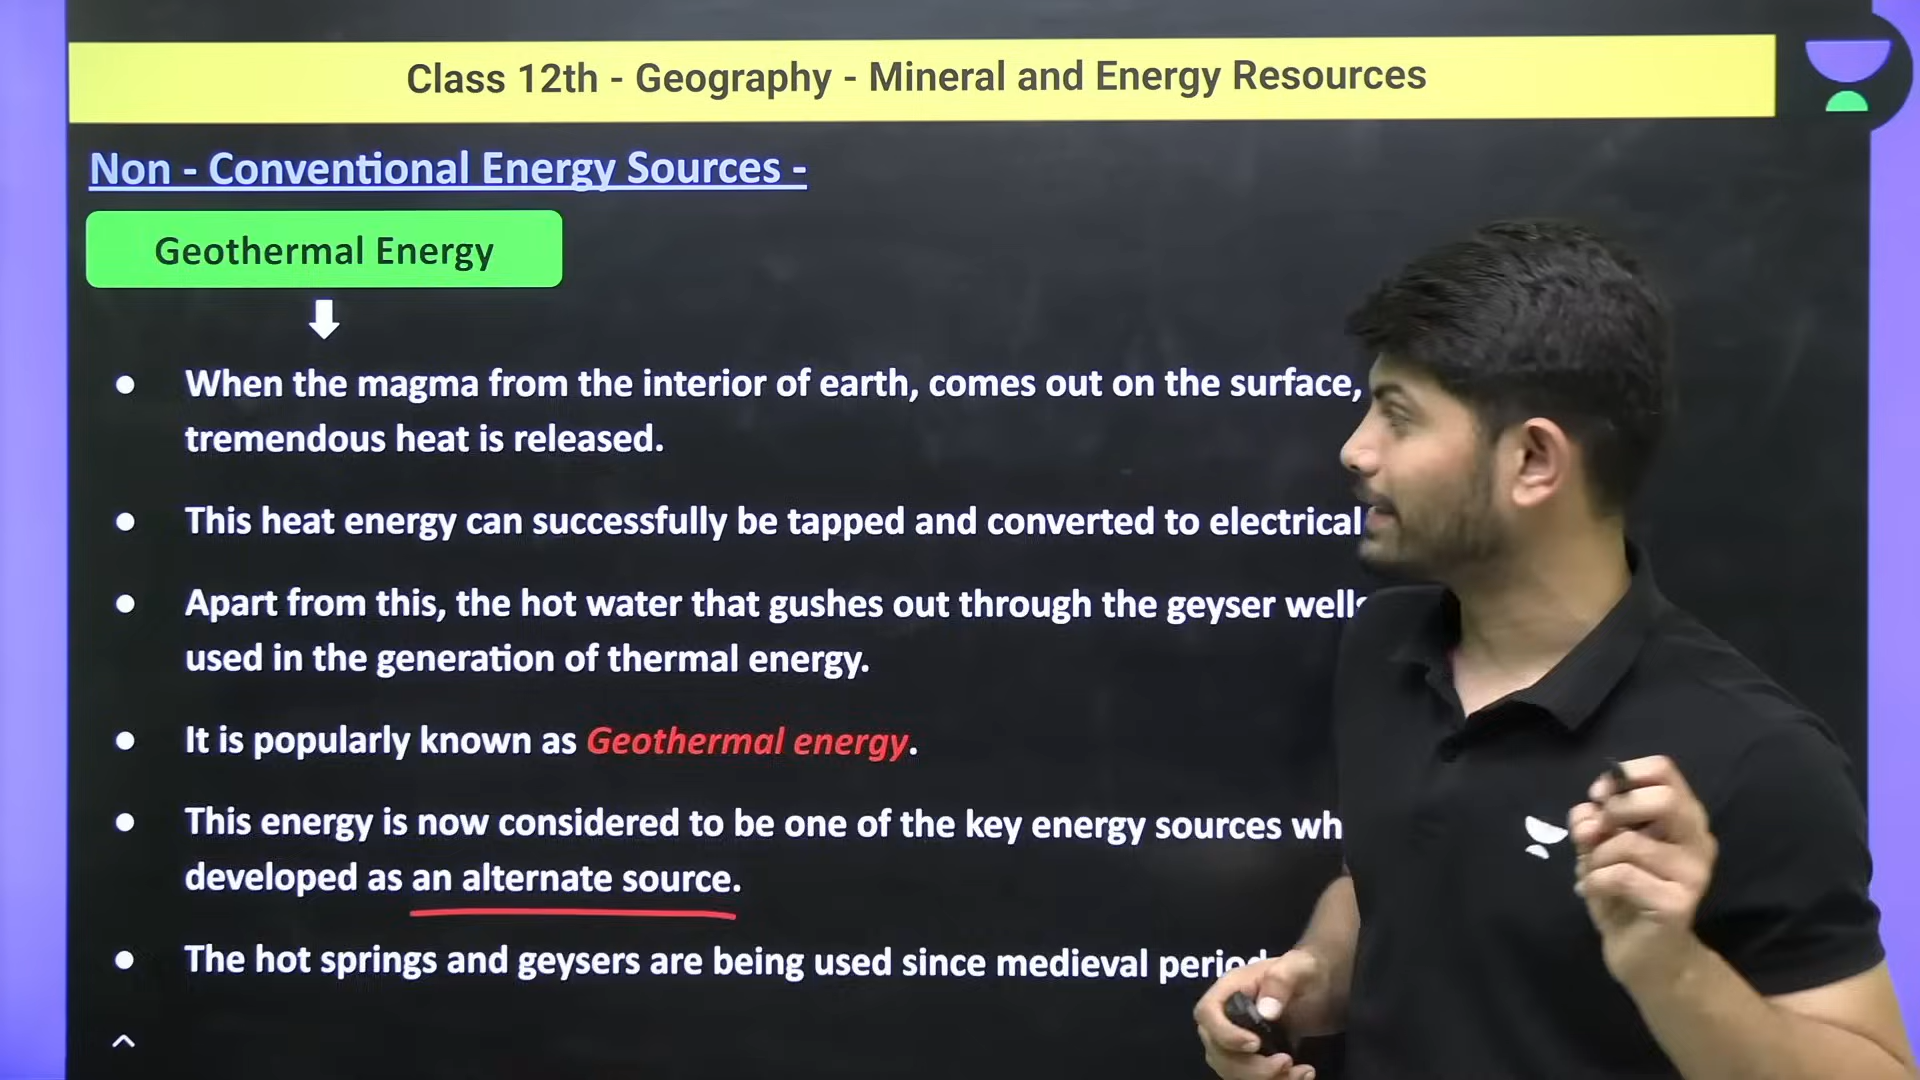 Class 12th - Geography - Mineral and Energy Resources
Non - Conventional Energy Sources -
Geothermal Energy
● When the magma from the interior of earth, comes out on the surface,
tremendous heat is released.
● This heat energy can successfully be tapped and converted to electrical
● Apart from this, the hot water that gushes out through the geyser wells
used in the generation of thermal energy.
● It is popularly known as Geothermal energy.
● This energy is now considered to be one of the key energy sources
developed as an alternate source.
● The hot springs and geysers are being used since medieval period